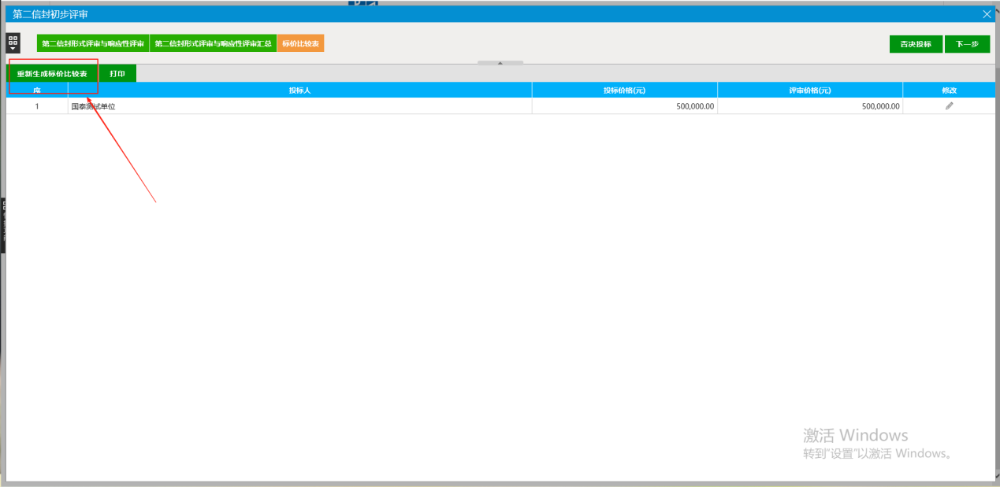 第二信封初步评审
第二信封形式评审与响应性评审 第二信封形式评审与响应性评审汇总 标价比较表 否决投标 下一步
重新生成标价比较表 打印
序 投标人 投标价格(元) 评审价格(元) 修改
1 国泰测试单位 500,000.00 500,000.00
激活 Windows
转到"设置"以激活 Windows。